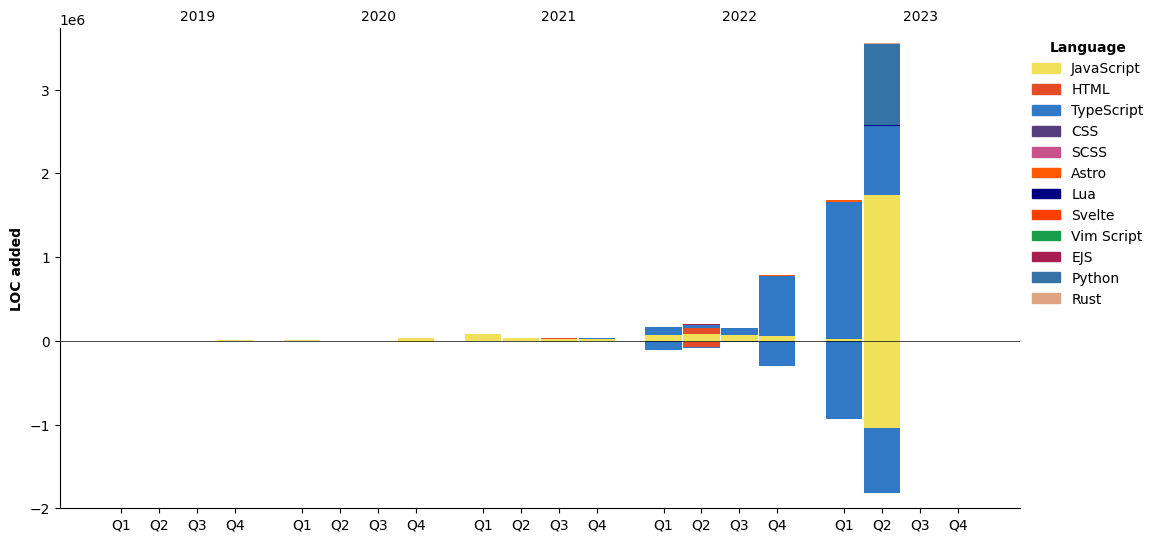 2019 2020 2021 2022 2023
1e6
Language
JavaScript
HTML
TypeScript
CSS
SCSS
Astro
Lua
Svelte
Vim Script
EJS
Python
Rust
LOC added
3
2
1
0
−1
−2
Q1 Q2 Q3 Q4 Q1 Q2 Q3 Q4 Q1 Q2 Q3 Q4 Q1 Q2 Q3 Q4 Q1 Q2 Q3 Q4